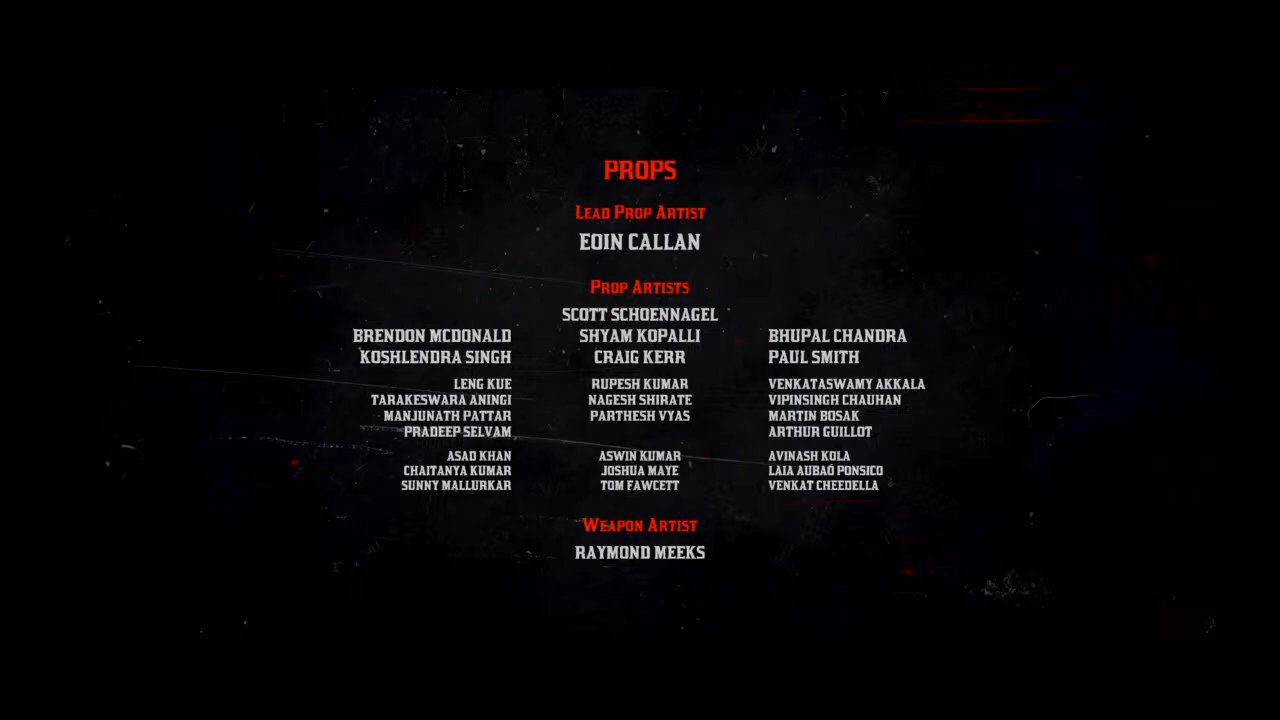 PROPS
LEAD PROP ARTIST
EOIN CALLAN
PROP ARTISTS
SCOTT SCHOENNAGEL
BRENDON MCDONALD SHYAM KOPALLI BHUPAL CHANDRA
KOSHLENDRA SINGH CRAIG KERR PAUL SMITH
LENG KUE RUPESH KUMAR VENKATASWAMY AKKALA
TARAKESWARA ANINGI NAGESH SHIRATE VIPINSINGH CHAUHAN
MANJUNATH PATTAR PARTHESH VYAS MARTIN BOSAK
PRADEEP SELVAM ARTHUR GUILLOT
ASAD KHAN ASWIN KUMAR AVINASH KOLA
CHAITANYA KUMAR JOSHUA MAYE LAIA AUBAÓ PONSICO
SUNNY MALLURKAR TOM FAWCETT VENKAT CHEEDELLA
WEAPON ARTIST
RAYMOND MEEKS